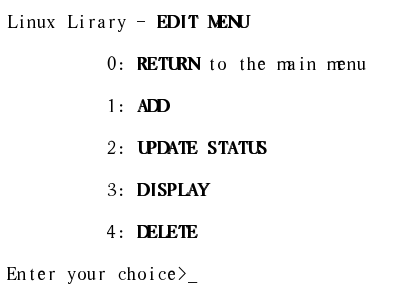 Linux Lirary - EDIT MENU
0: RETURN to the main menu
1: ADD
2: UPDATE STATUS
3: DISPLAY
4: DELETE
Enter your choice>_